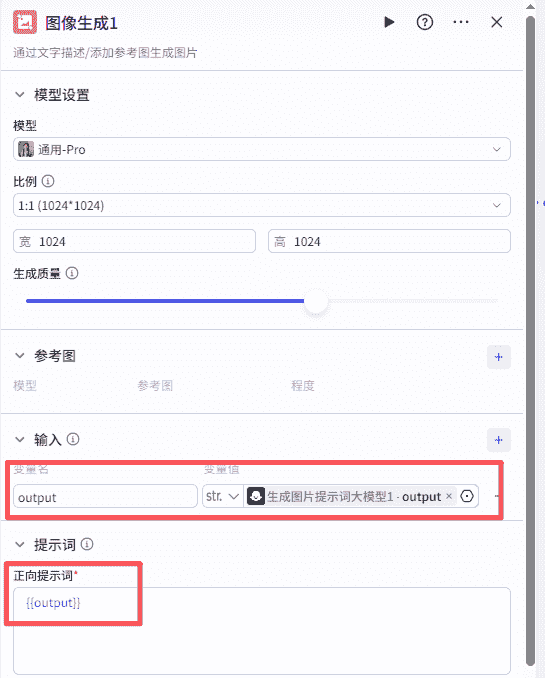 图像生成1
通过文字描述/添加参考图生成图片
模型设置
模型
通用-Pro
比例
1:1 (1024*1024)
宽 1024 高 1024
生成质量
参考图
模型 参考图 程度
输入
变量名 变量值
output str. 生成图片提示词大模型1 · output ×
提示词
正向提示词*
{{output}}